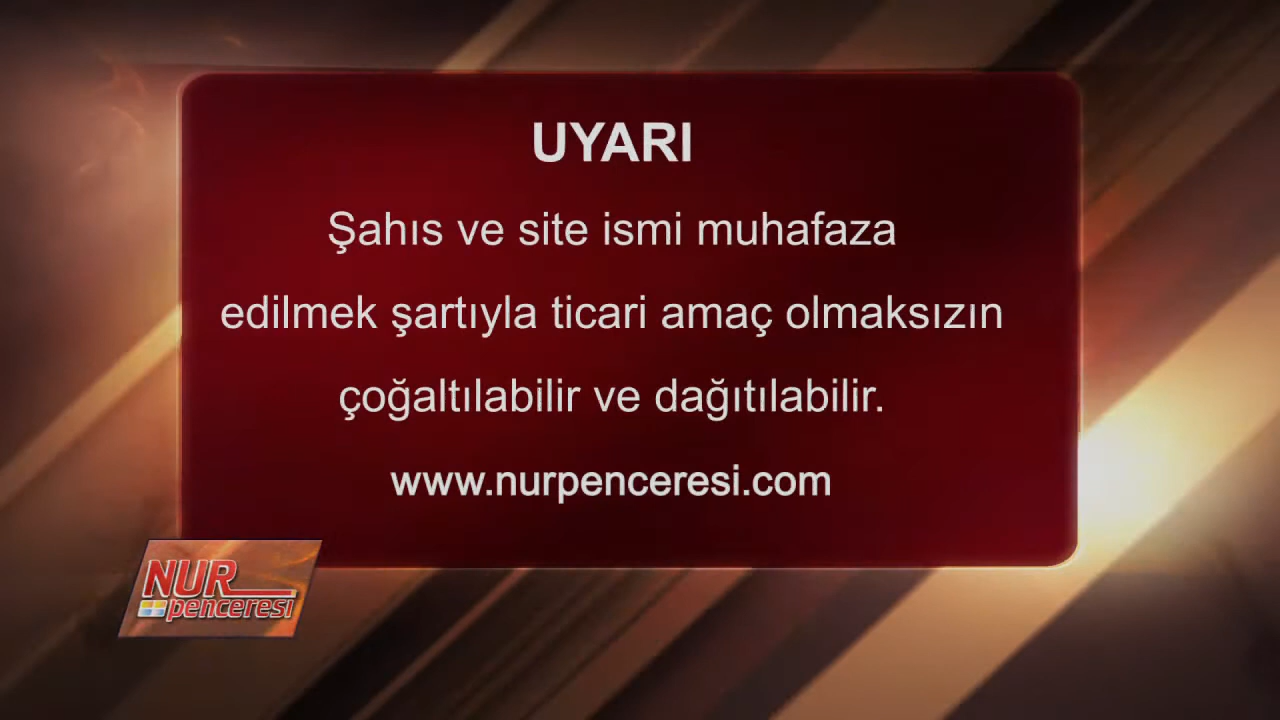 UYARI
Şahıs ve site ismi muhafaza
edilmek şartıyla ticari amaç olmaksızın
çoğaltılabilir ve dağıtılabilir.
www.nurpenceresi.com
NUR
penceresi